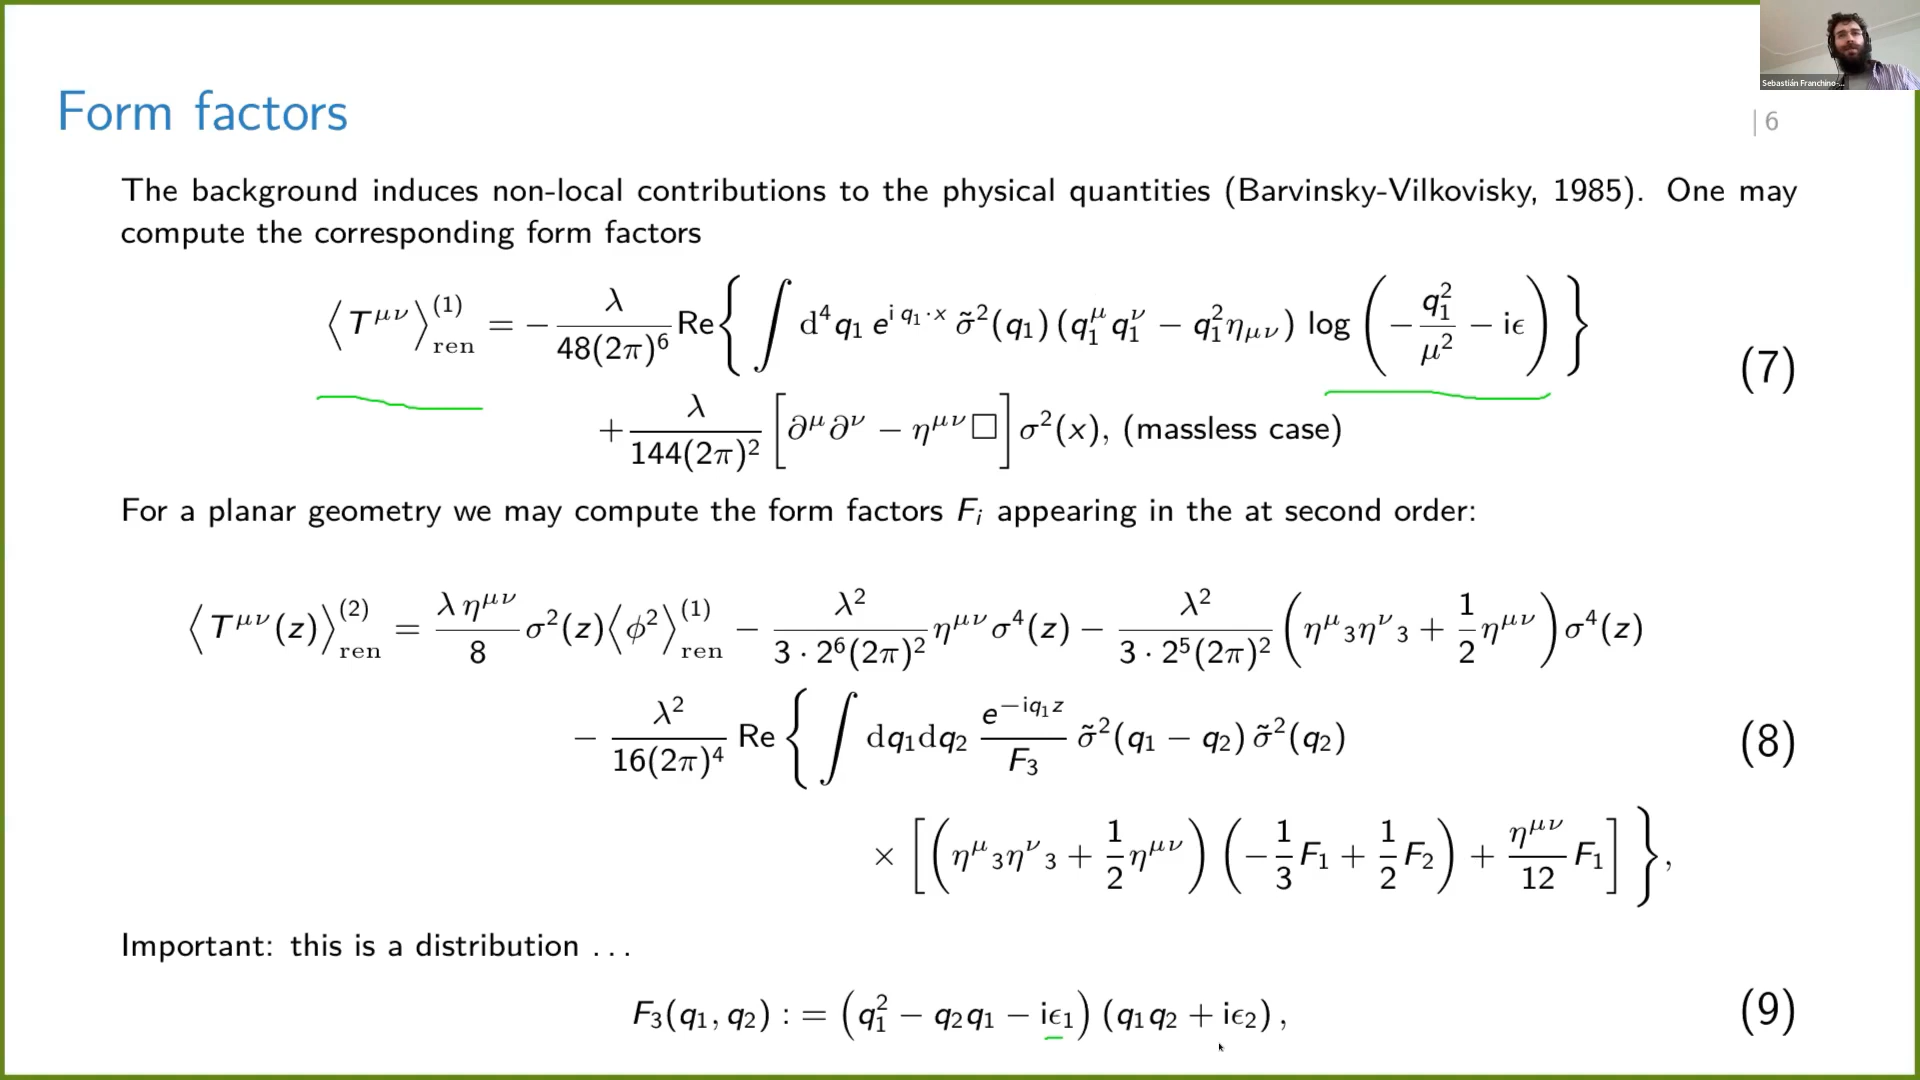 Sebastián Franchino-...
Form factors
| 6
The background induces non-local contributions to the physical quantities (Barvinsky-Vilkovisky, 1985). One may
compute the corresponding form factors
⟨T^{μν}⟩^{(1)}_{ren} = − λ/(48(2π)^6) Re{ ∫ d^4q_1 e^{i q_1·x} σ̃^2(q_1) (q_1^μ q_1^ν − q_1^2 η_{μν}) log( − q_1^2/μ^2 − iϵ ) }
+ λ/(144(2π)^2) [ ∂^μ∂^ν − η^{μν}□ ] σ^2(x), (massless case)
(7)
For a planar geometry we may compute the form factors F_i appearing in the at second order:
⟨T^{μν}(z)⟩^{(2)}_{ren} = (λ η^{μν}/8) σ^2(z)⟨ϕ^2⟩^{(1)}_{ren} − λ^2/(3 · 2^6(2π)^2) η^{μν}σ^4(z) − λ^2/(3 · 2^5(2π)^2) ( η^μ_3 η^ν_3 + 1/2 η^{μν} ) σ^4(z)
− λ^2/(16(2π)^4) Re{ ∫ dq_1dq_2 e^{−iq_1z}/F_3 σ̃^2(q_1 − q_2) σ̃^2(q_2)
(8)
× [ ( η^μ_3 η^ν_3 + 1/2 η^{μν} ) ( − 1/3 F_1 + 1/2 F_2 ) + η^{μν}/12 F_1 ] },
Important: this is a distribution . . .
F_3(q_1, q_2) : = (q_1^2 − q_2q_1 − iϵ_1) (q_1q_2 + iϵ_2) ,
(9)